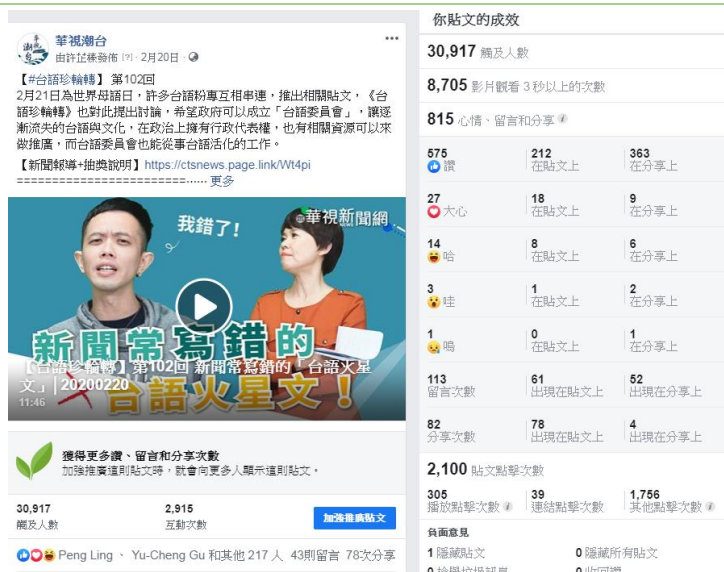 華視潮台
由許芷榛發佈 [?]· 2月20日 ·
【#台語珍輪轉】 第102回
2月21日為世界母語日，許多台語粉專互相串連，推出相關貼文，《台
語珍輪轉》也對此提出討論，希望政府可以成立「台語委員會」，讓逐
漸流失的台語與文化，在政治上擁有行政代表權，也有相關資源可以來
做推廣，而台語委員會也能從事台語活化的工作。
【新聞報導+抽獎說明】https://ctsnews.page.link/Wt4pi
=========================...... 更多
華視新聞網
我錯了!
新聞常寫錯的
台語火星文!
【台語珍輪轉】第102回 新聞常寫錯的「台語火星
文」│20200220
11:46
獲得更多讚、留言和分享次數
加強推廣這則貼文時，就會向更多人顯示這則貼文。
30,917 2,915
觸及人數 互動次數
加強推廣貼文
Peng Ling 、 Yu-Cheng Gu 和其他 217 人 43則留言 78次分享
你貼文的成效
30,917 觸及人數
8,705 影片觀看 3 秒以上的次數
815 心情、留言和分享
575 212 363
讚 在貼文上 在分享上
27 18 9
大心 在貼文上 在分享上
14 8 6
哈 在貼文上 在分享上
3 1 2
哇 在貼文上 在分享上
1 0 1
嗚 在貼文上 在分享上
113 61 52
留言次數 出現在貼文上 出現在分享上
82 78 4
分享次數 出現在貼文上 出現在分享上
2,100 貼文點擊次數
305 39 1,756
播放點擊次數 連結點擊次數 其他點擊次數
負面意見
1 隱藏貼文 0 隱藏所有貼文
0 檢舉垃圾訊息 0 收回讚